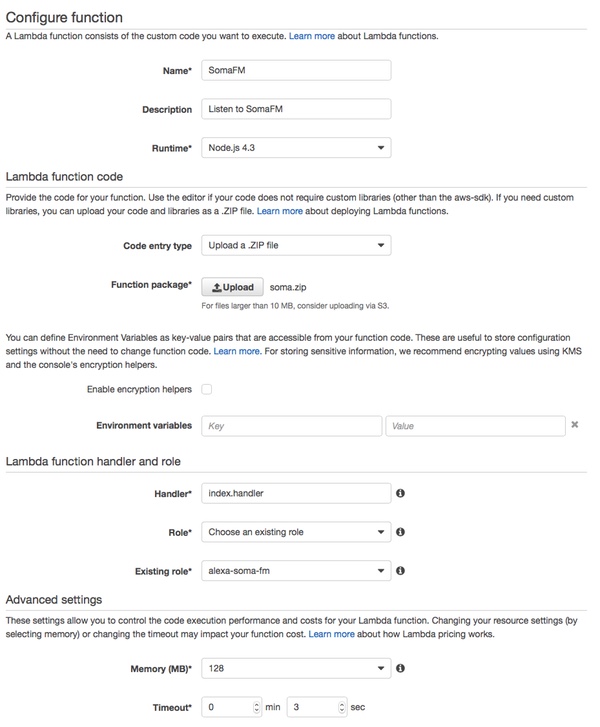 Configure function
A Lambda function consists of the custom code you want to execute. Learn more about Lambda functions.
Name* SomaFM
Description Listen to SomaFM
Runtime* Node.js 4.3
Lambda function code
Provide the code for your function. Use the editor if your code does not require custom libraries (other than the aws-sdk). If you need custom
libraries, you can upload your code and libraries as a .ZIP file. Learn more about deploying Lambda functions.
Code entry type Upload a .ZIP file
Function package* Upload soma.zip
For files larger than 10 MB, consider uploading via S3.
You can define Environment Variables as key-value pairs that are accessible from your function code. These are useful to store configuration
settings without the need to change function code. Learn more. For storing sensitive information, we recommend encrypting values using KMS
and the console's encryption helpers.
Enable encryption helpers
Environment variables Key Value
Lambda function handler and role
Handler* index.handler
Role* Choose an existing role
Existing role* alexa-soma-fm
Advanced settings
These settings allow you to control the code execution performance and costs for your Lambda function. Changing your resource settings (by
selecting memory) or changing the timeout may impact your function cost. Learn more about how Lambda pricing works.
Memory (MB)* 128
Timeout* 0 min 3 sec